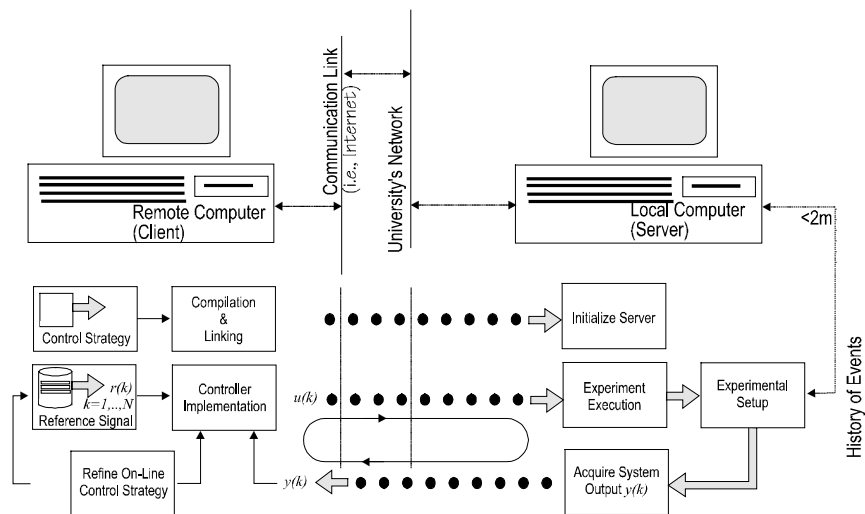 Communication Link
(i.e., Internet)
University's Network
Remote Computer
(Client)
Local Computer
(Server)
<2m
Control Strategy
Compilation
&
Linking
Initialize Server
r(k)
k=1,..,N
Reference Signal
Controller
Implementation
u(k)
Experiment
Execution
Experimental
Setup
History of Events
Refine On-Line
Control Strategy
y(k)
Acquire System
Output y(k)